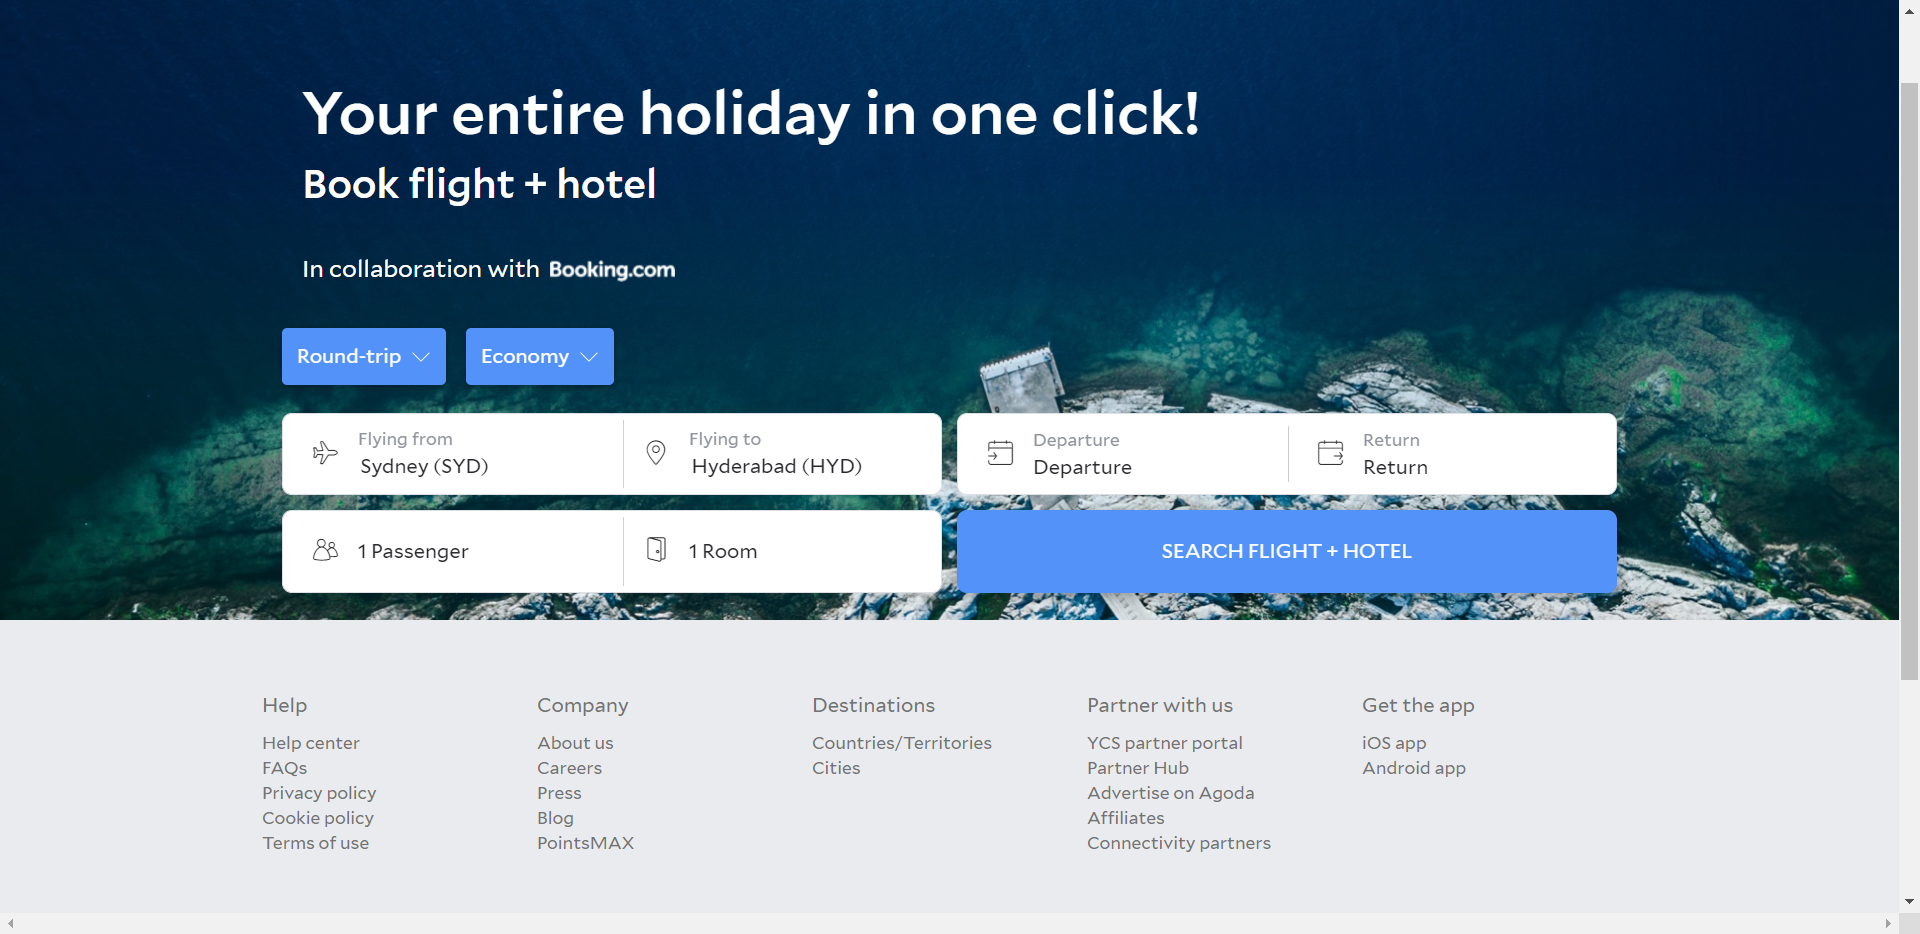 Your entire holiday in one click!
Book flight + hotel
In collaboration with Booking.com
Round-trip
Economy
Flying from
Sydney (SYD)
Flying to
Hyderabad (HYD)
Departure
Departure
Return
Return
1 Passenger
1 Room
SEARCH FLIGHT + HOTEL
Help
Help center
FAQs
Privacy policy
Cookie policy
Terms of use
Company
About us
Careers
Press
Blog
PointsMAX
Destinations
Countries/Territories
Cities
Partner with us
YCS partner portal
Partner Hub
Advertise on Agoda
Affiliates
Connectivity partners
Get the app
iOS app
Android app